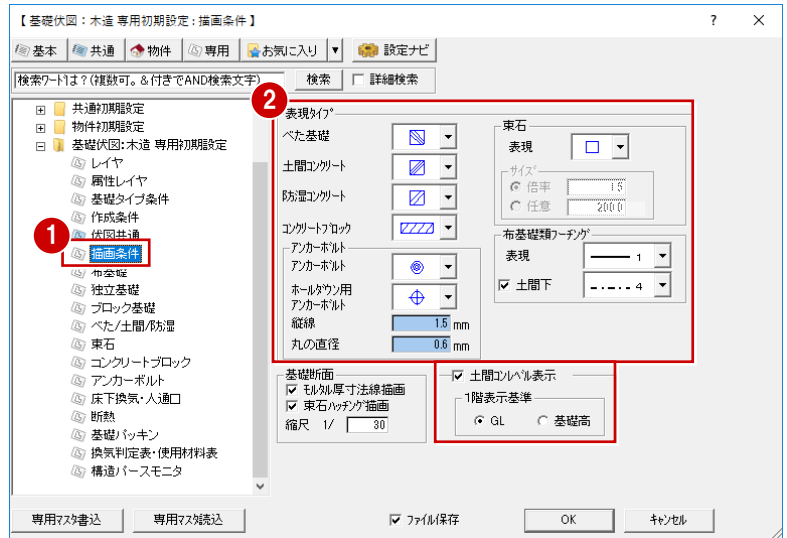 【 基礎伏図：木造 専用初期設定 : 描画条件 】
? ×
基本 共通 物件 専用 お気に入り ▼ 設定ナビ
検索ワードは？(複数可。＆付きでAND検索文字) 検索 詳細検索
共通初期設定
物件初期設定
基礎伏図:木造 専用初期設定
レイヤ
属性レイヤ
基礎タイプ条件
作成条件
伏図共通
1
描画条件
布基礎
独立基礎
ブロック基礎
べた/土間/防湿
束石
コンクリートブロック
アンカーボルト
床下換気・人通口
断熱
基礎パッキン
換気判定表・使用材料表
構造パースモニタ
2
表現タイプ
べた基礎
土間コンクリート
防湿コンクリート
コンクリートブロック
アンカーボルト
アンカーボルト
ホールダウン用
アンカーボルト
縦線 1.5 mm
丸の直径 0.6 mm
束石
表現
サイズ
倍率 1.5
任意 200.0
布基礎類フーチング
表現 1
土間下 4
基礎断面
モルタル厚寸法線描画
束石ハッチング描画
縮尺 1/ 30
土間コンレベル表示
1階表示基準
GL 基礎高
専用マスタ書込 専用マスタ読込 ファイル保存 OK キャンセル